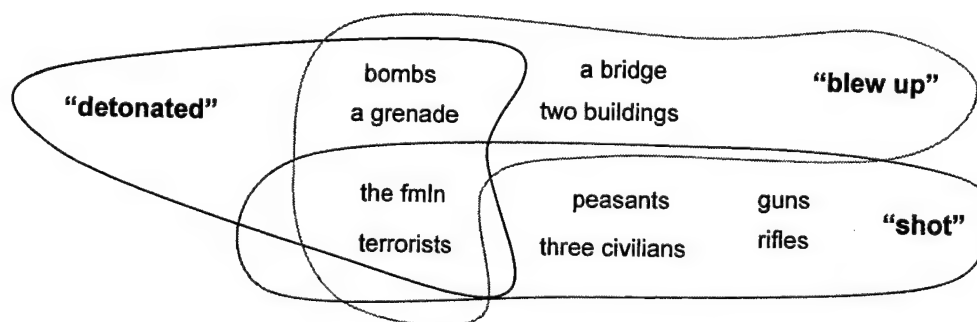 bombs a bridge “blew up”
“detonated” a grenade two buildings
the fmln peasants guns “shot”
terrorists three civilians rifles